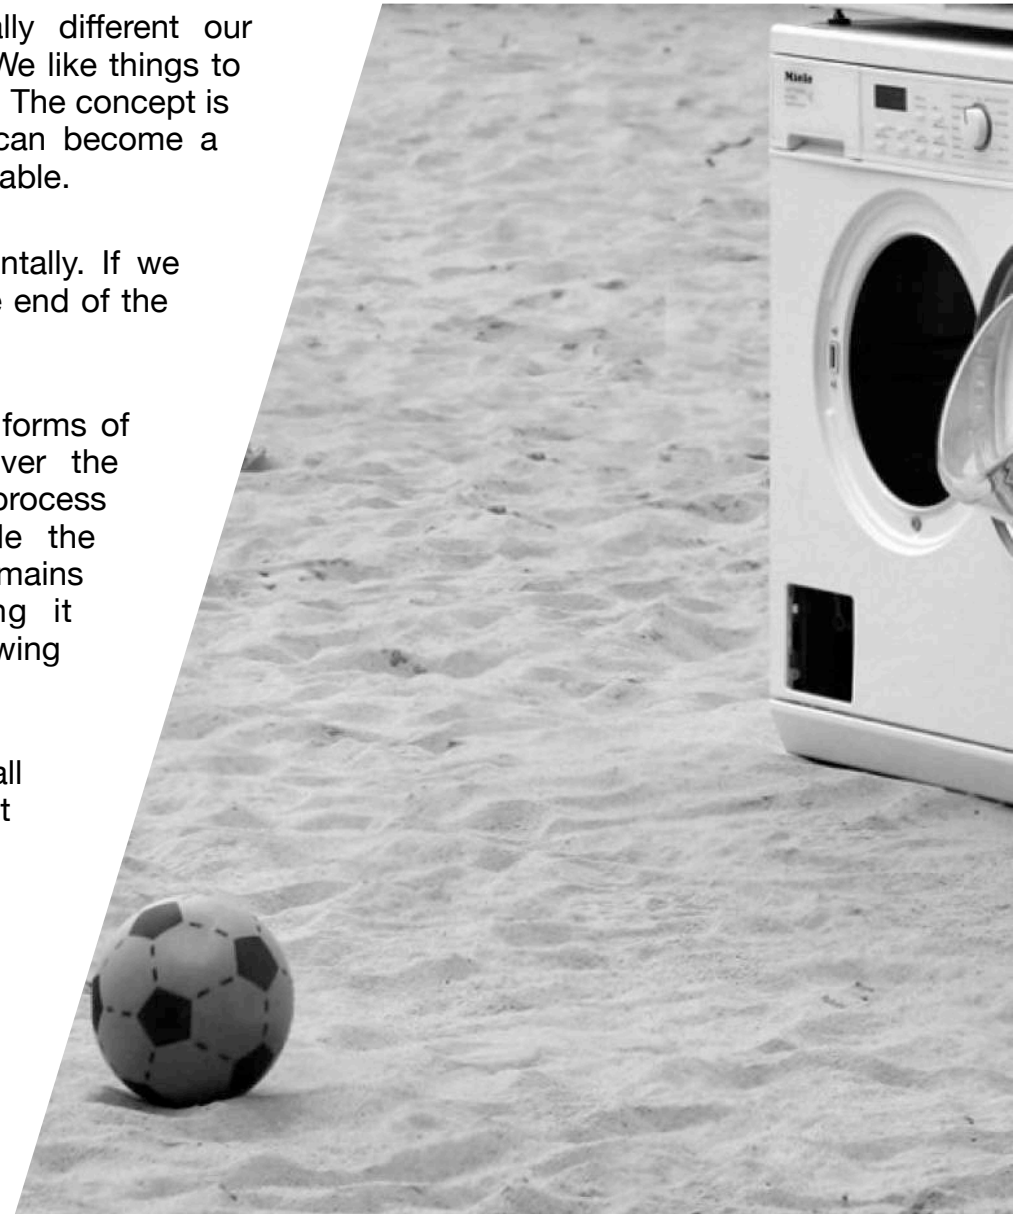 ally different our
We like things to
The concept is
can become a
able.
ntally. If we
e end of the
forms of
ver the
process
le the
mains
ng it
wing
all
t
Miele